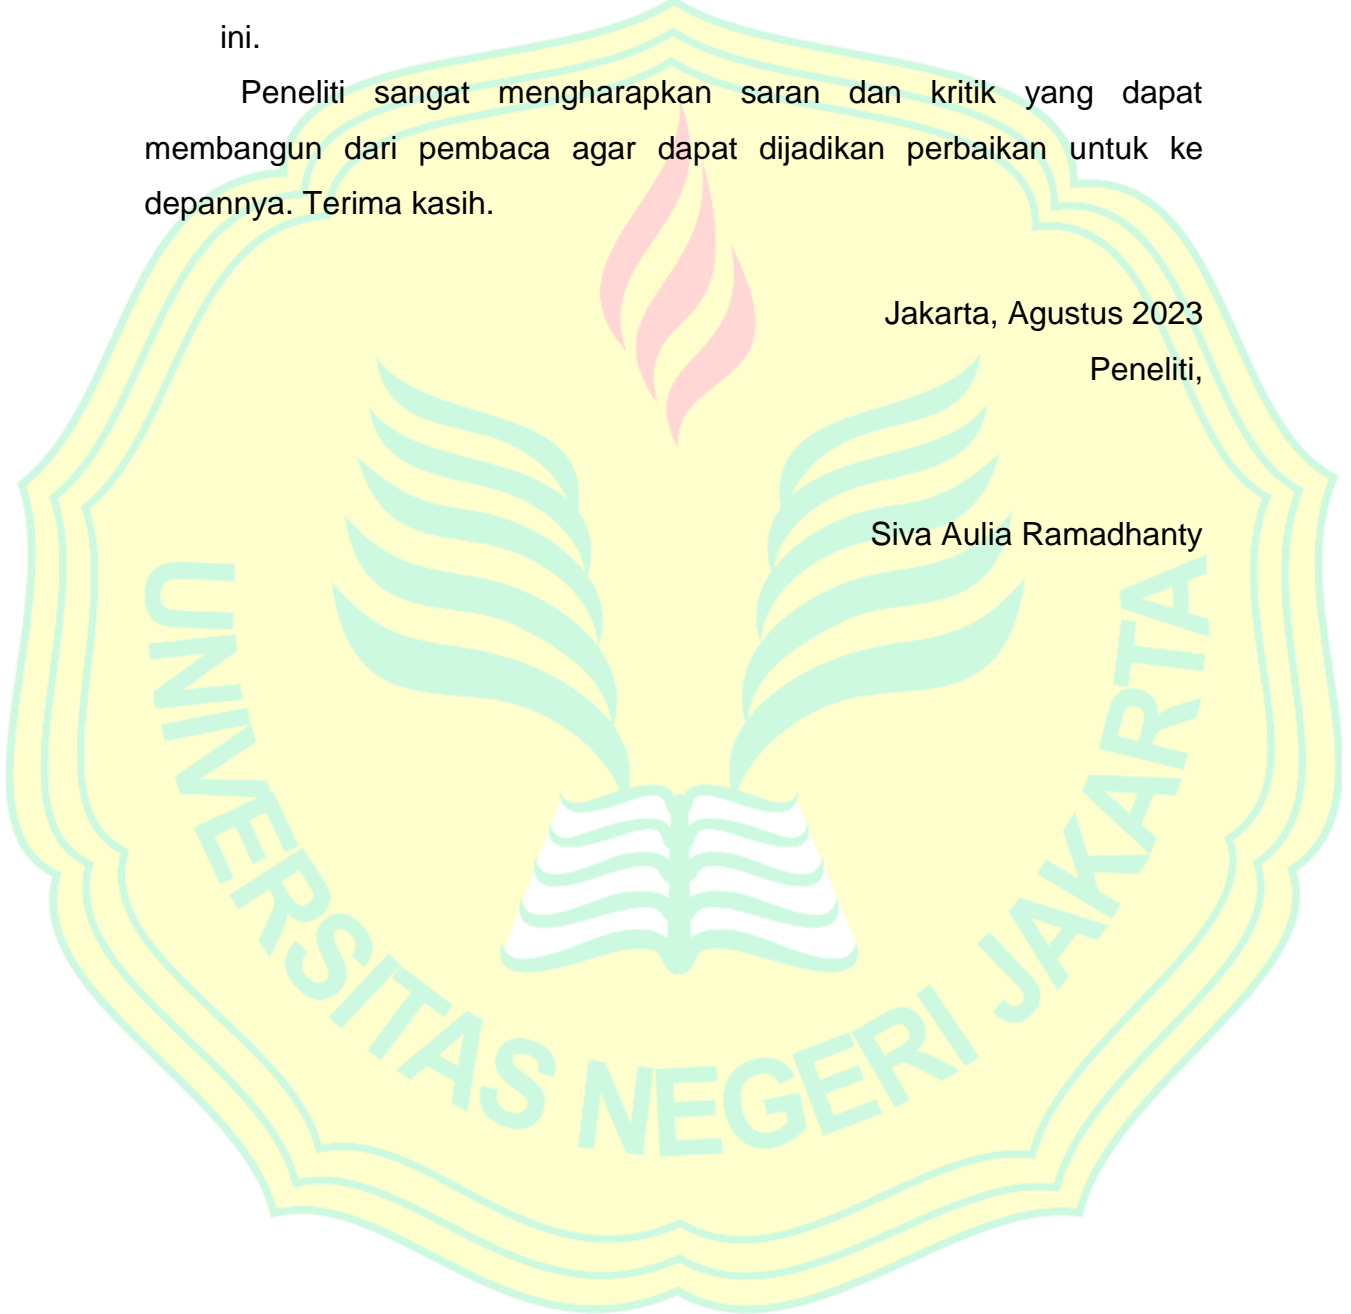 ini.
Peneliti sangat mengharapkan saran dan kritik yang dapat
membangun dari pembaca agar dapat dijadikan perbaikan untuk ke
depannya. Terima kasih.
Jakarta, Agustus 2023
Peneliti,
Siva Aulia Ramadhanty
UNIVERSITAS NEGERI JAKARTA